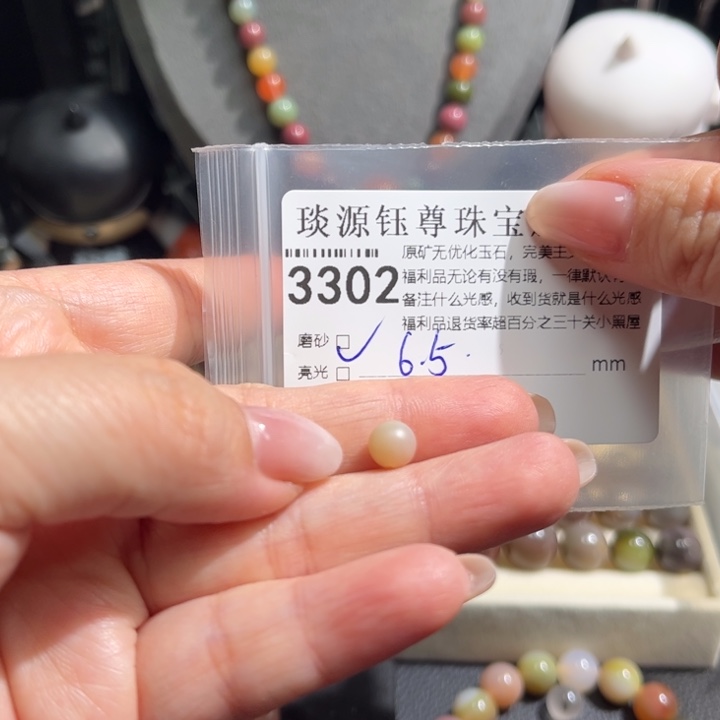 琰源钰尊珠宝
原矿无优化玉石，完美主
3302
福利品无论有没有瑕，一律默认
备注什么光感，收到货就是什么光感
福利品退货率超百分之三十关小黑屋
磨砂 □ ✓ 6.5
亮光 □ mm